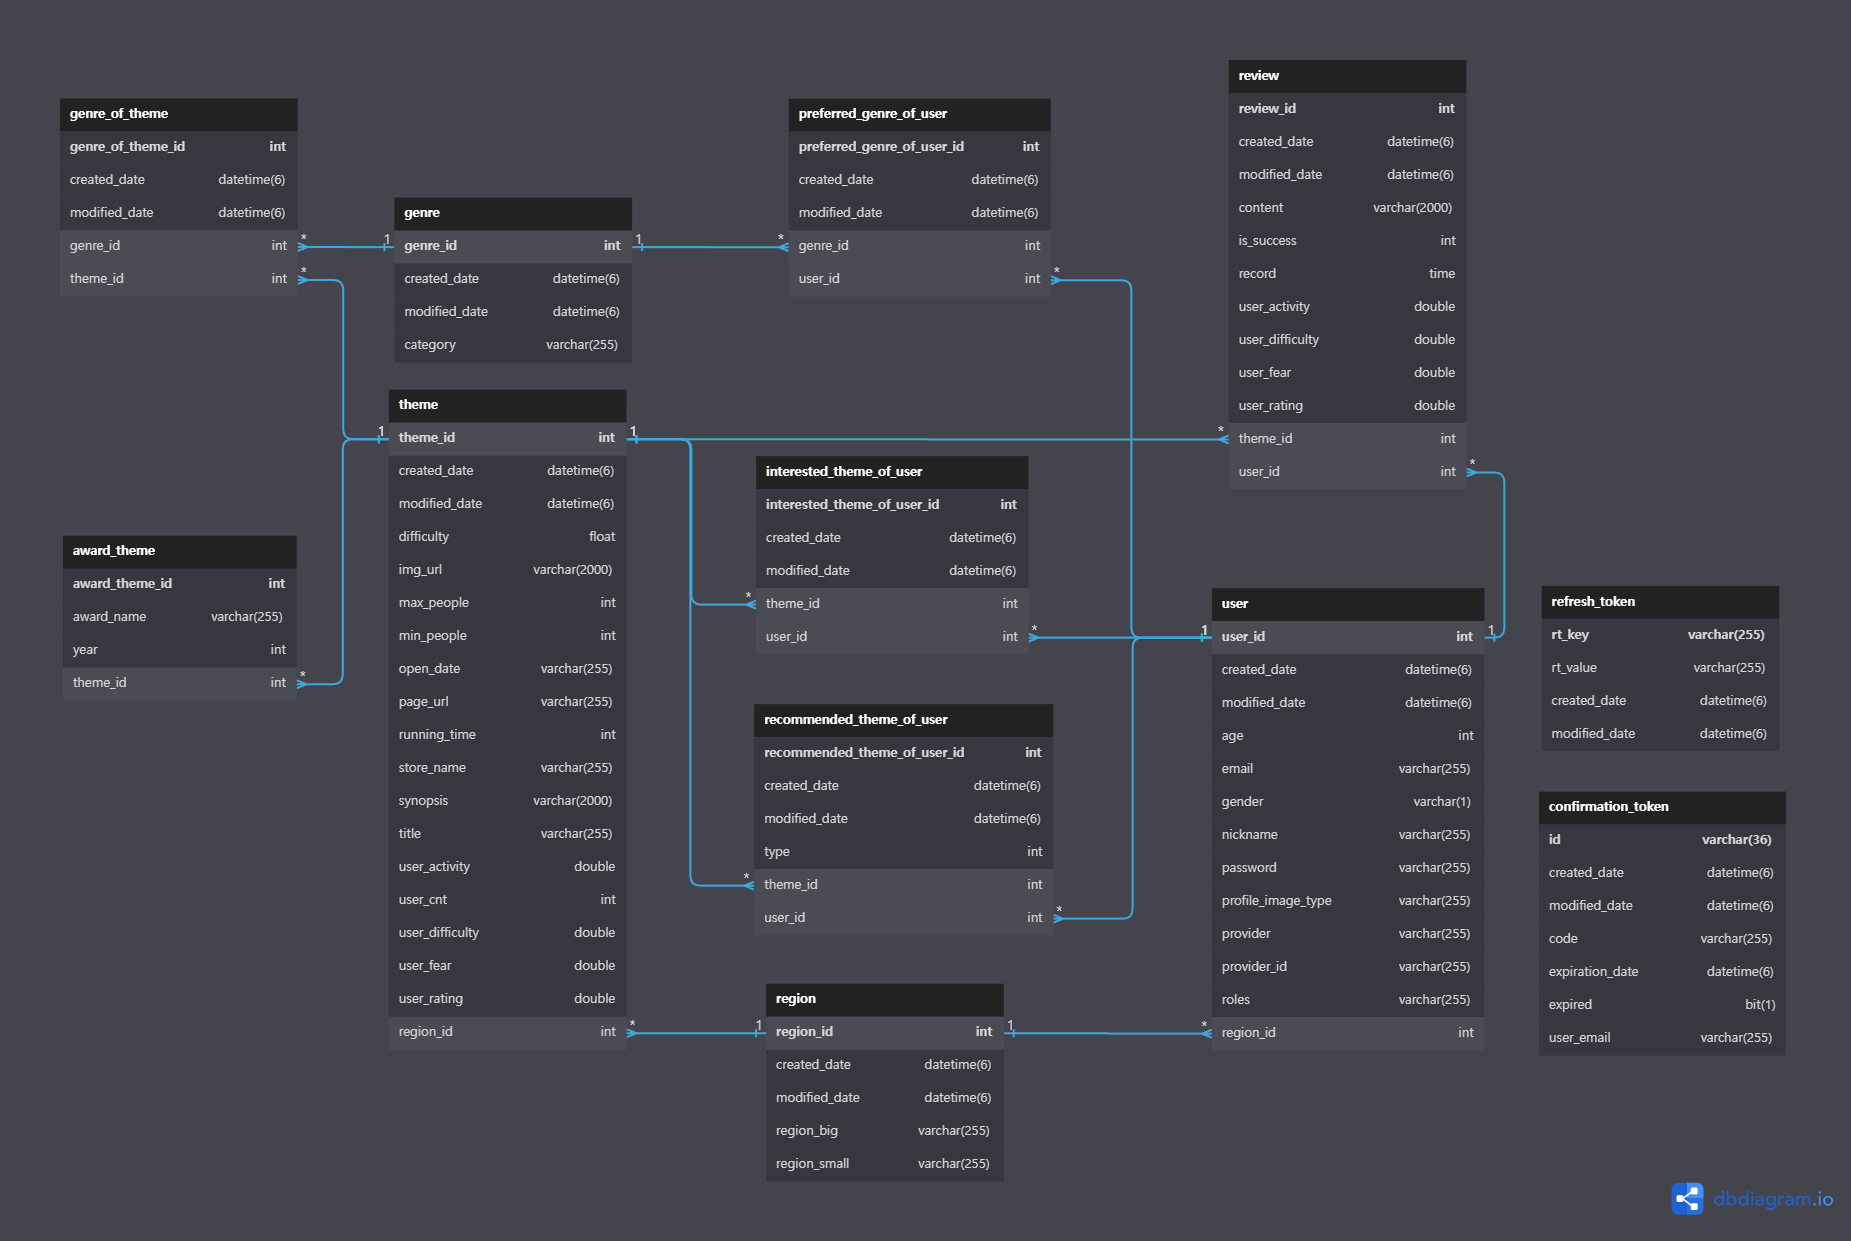 genre_of_theme
genre_of_theme_id int
created_date datetime(6)
modified_date datetime(6)
* 1
genre_id int
*
theme_id int
genre
1
genre_id int
created_date datetime(6)
modified_date datetime(6)
category varchar(255)
preferred_genre_of_user
preferred_genre_of_user_id int
created_date datetime(6)
modified_date datetime(6)
*
genre_id int
*
user_id int
review
review_id int
created_date datetime(6)
modified_date datetime(6)
content varchar(2000)
is_success int
record time
user_activity double
user_difficulty double
user_fear double
user_rating double
*
theme_id int
*
user_id int
theme
1 1
theme_id int
created_date datetime(6)
modified_date datetime(6)
difficulty float
img_url varchar(2000)
max_people int
min_people int
open_date varchar(255)
page_url varchar(255)
running_time int
store_name varchar(255)
synopsis varchar(2000)
title varchar(255)
user_activity double
user_cnt int
user_difficulty double
user_fear double
user_rating double
*
region_id int
award_theme
award_theme_id int
award_name varchar(255)
year int
*
theme_id int
interested_theme_of_user
interested_theme_of_user_id int
created_date datetime(6)
modified_date datetime(6)
*
theme_id int
*
user_id int
recommended_theme_of_user
recommended_theme_of_user_id int
created_date datetime(6)
modified_date datetime(6)
type int
*
theme_id int
*
user_id int
region
1 1
region_id int
created_date datetime(6)
modified_date datetime(6)
region_big varchar(255)
region_small varchar(255)
user
1 1
user_id int
created_date datetime(6)
modified_date datetime(6)
age int
email varchar(255)
gender varchar(1)
nickname varchar(255)
password varchar(255)
profile_image_type varchar(255)
provider varchar(255)
provider_id varchar(255)
roles varchar(255)
*
region_id int
refresh_token
rt_key varchar(255)
rt_value varchar(255)
created_date datetime(6)
modified_date datetime(6)
confirmation_token
id varchar(36)
created_date datetime(6)
modified_date datetime(6)
code varchar(255)
expiration_date datetime(6)
expired bit(1)
user_email varchar(255)
dbdiagram.io